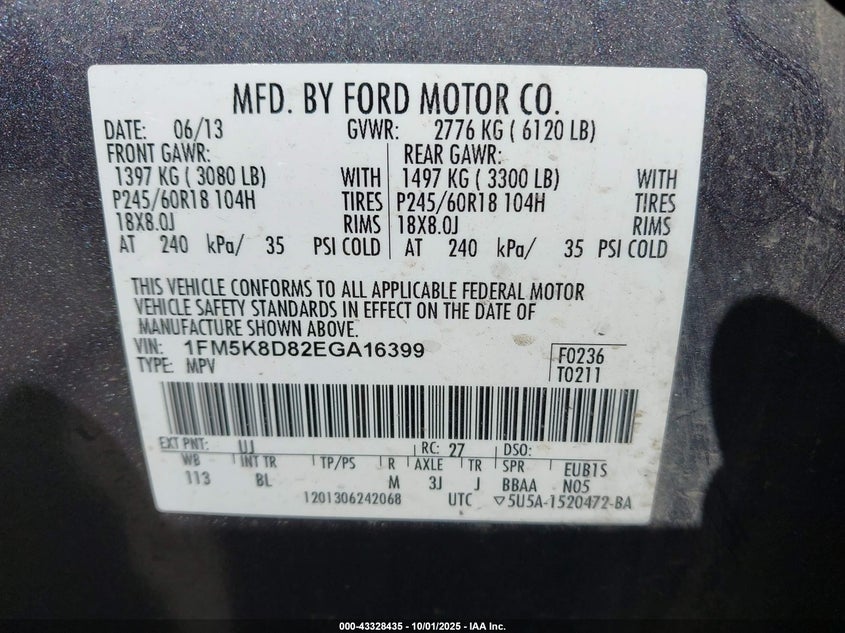 MFD. BY FORD MOTOR CO.
DATE: 06/13 GVWR: 2776 KG ( 6120 LB)
FRONT GAWR: REAR GAWR:
1397 KG ( 3080 LB) WITH 1497 KG ( 3300 LB) WITH
P245/60R18 104H TIRES P245/60R18 104H TIRES
18X8.0J RIMS 18X8.0J RIMS
AT 240 kPa/ 35 PSI COLD AT 240 kPa/ 35 PSI COLD
THIS VEHICLE CONFORMS TO ALL APPLICABLE FEDERAL MOTOR
VEHICLE SAFETY STANDARDS IN EFFECT ON THE DATE OF
MANUFACTURE SHOWN ABOVE.
VIN: 1FM5K8D82EGA16399 F0236
TYPE: MPV T0211
EXT PNT: UJ RC: 27 DSO:
WB INT TR TP/PS R AXLE TR SPR EUB1S
113 BL M 3J J BBAA N05
1201306242068 UTC ▽5U5A-1520472-BA
000-43328435 - 10/01/2025 - IAA Inc.